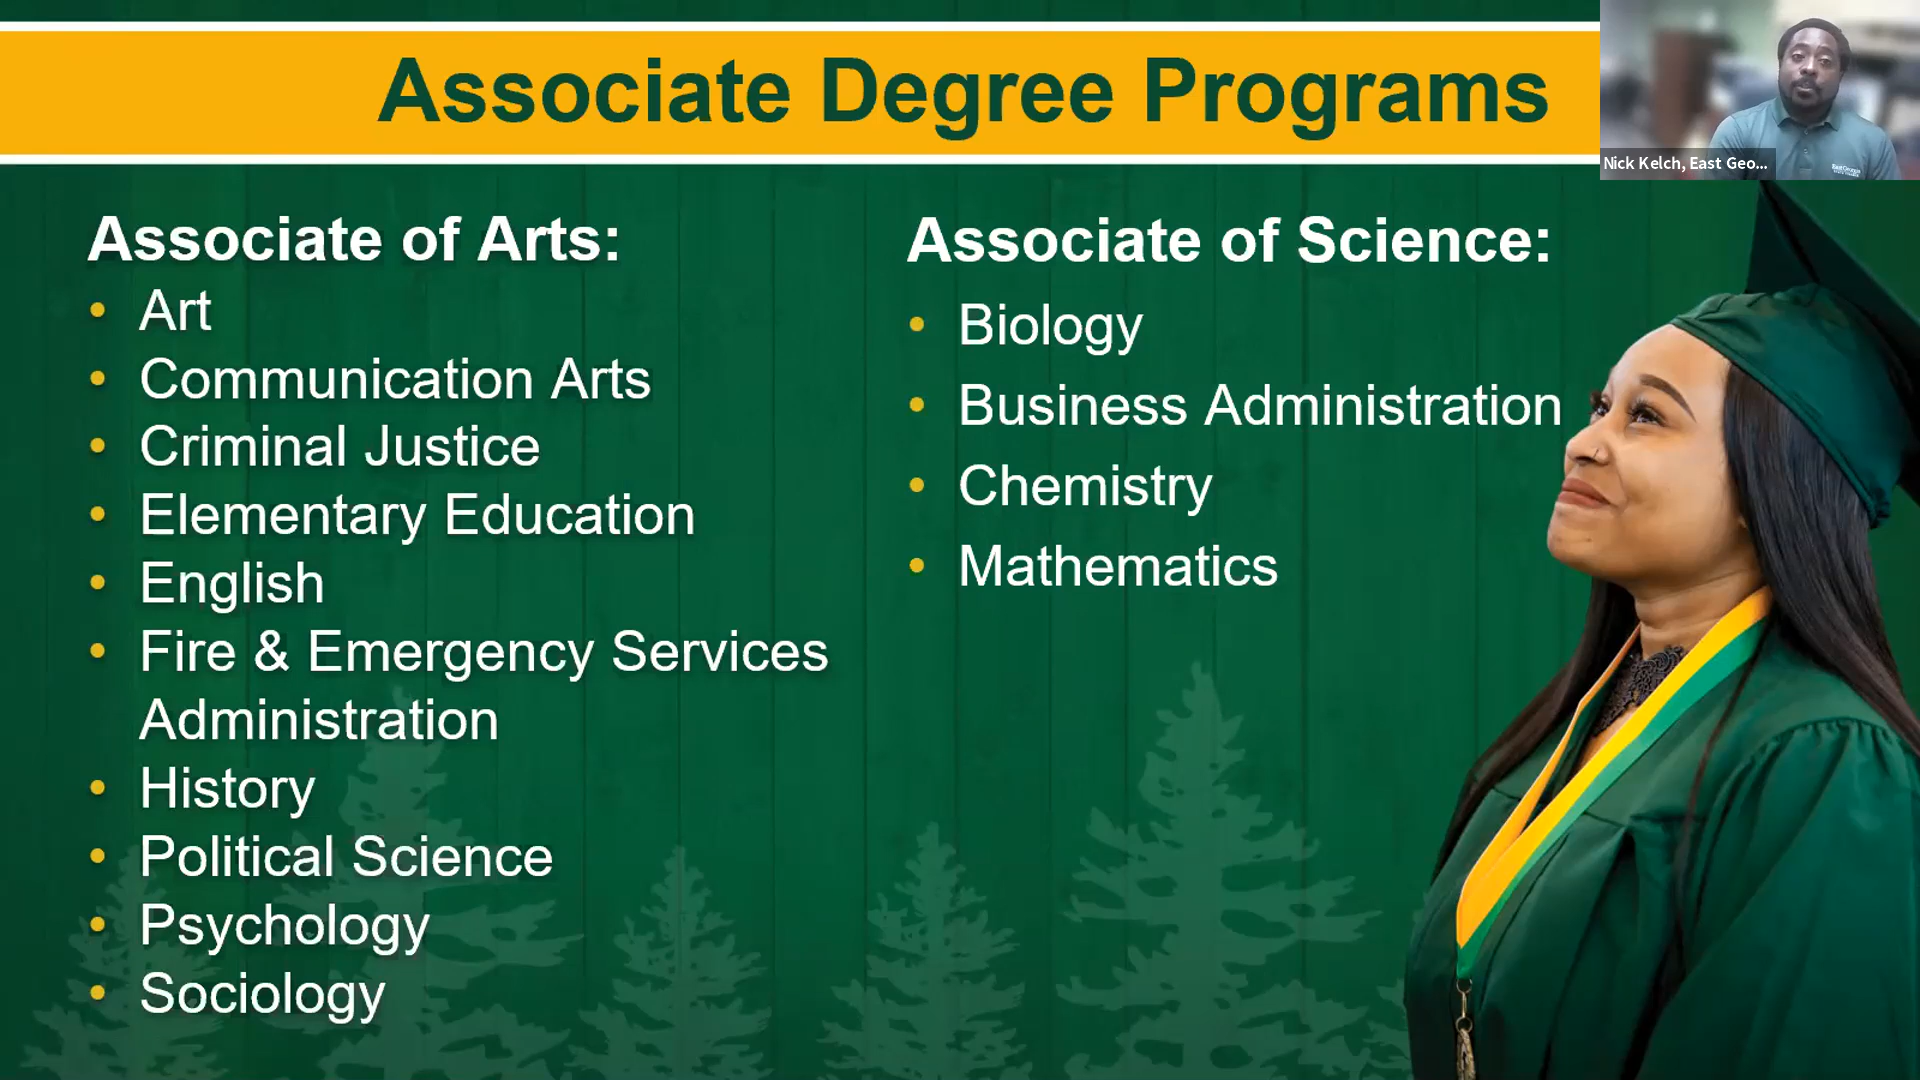 Associate Degree Programs
Nick Kelch, East Geo...
Associate of Arts:
• Art
• Communication Arts
• Criminal Justice
• Elementary Education
• English
• Fire & Emergency Services
Administration
• History
• Political Science
• Psychology
• Sociology
Associate of Science:
• Biology
• Business Administration
• Chemistry
• Mathematics